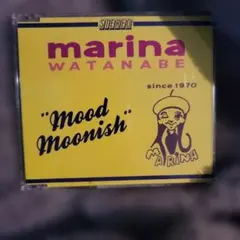 marina
WATANABE
since 1970
"Mood
Moonish"
MARINA